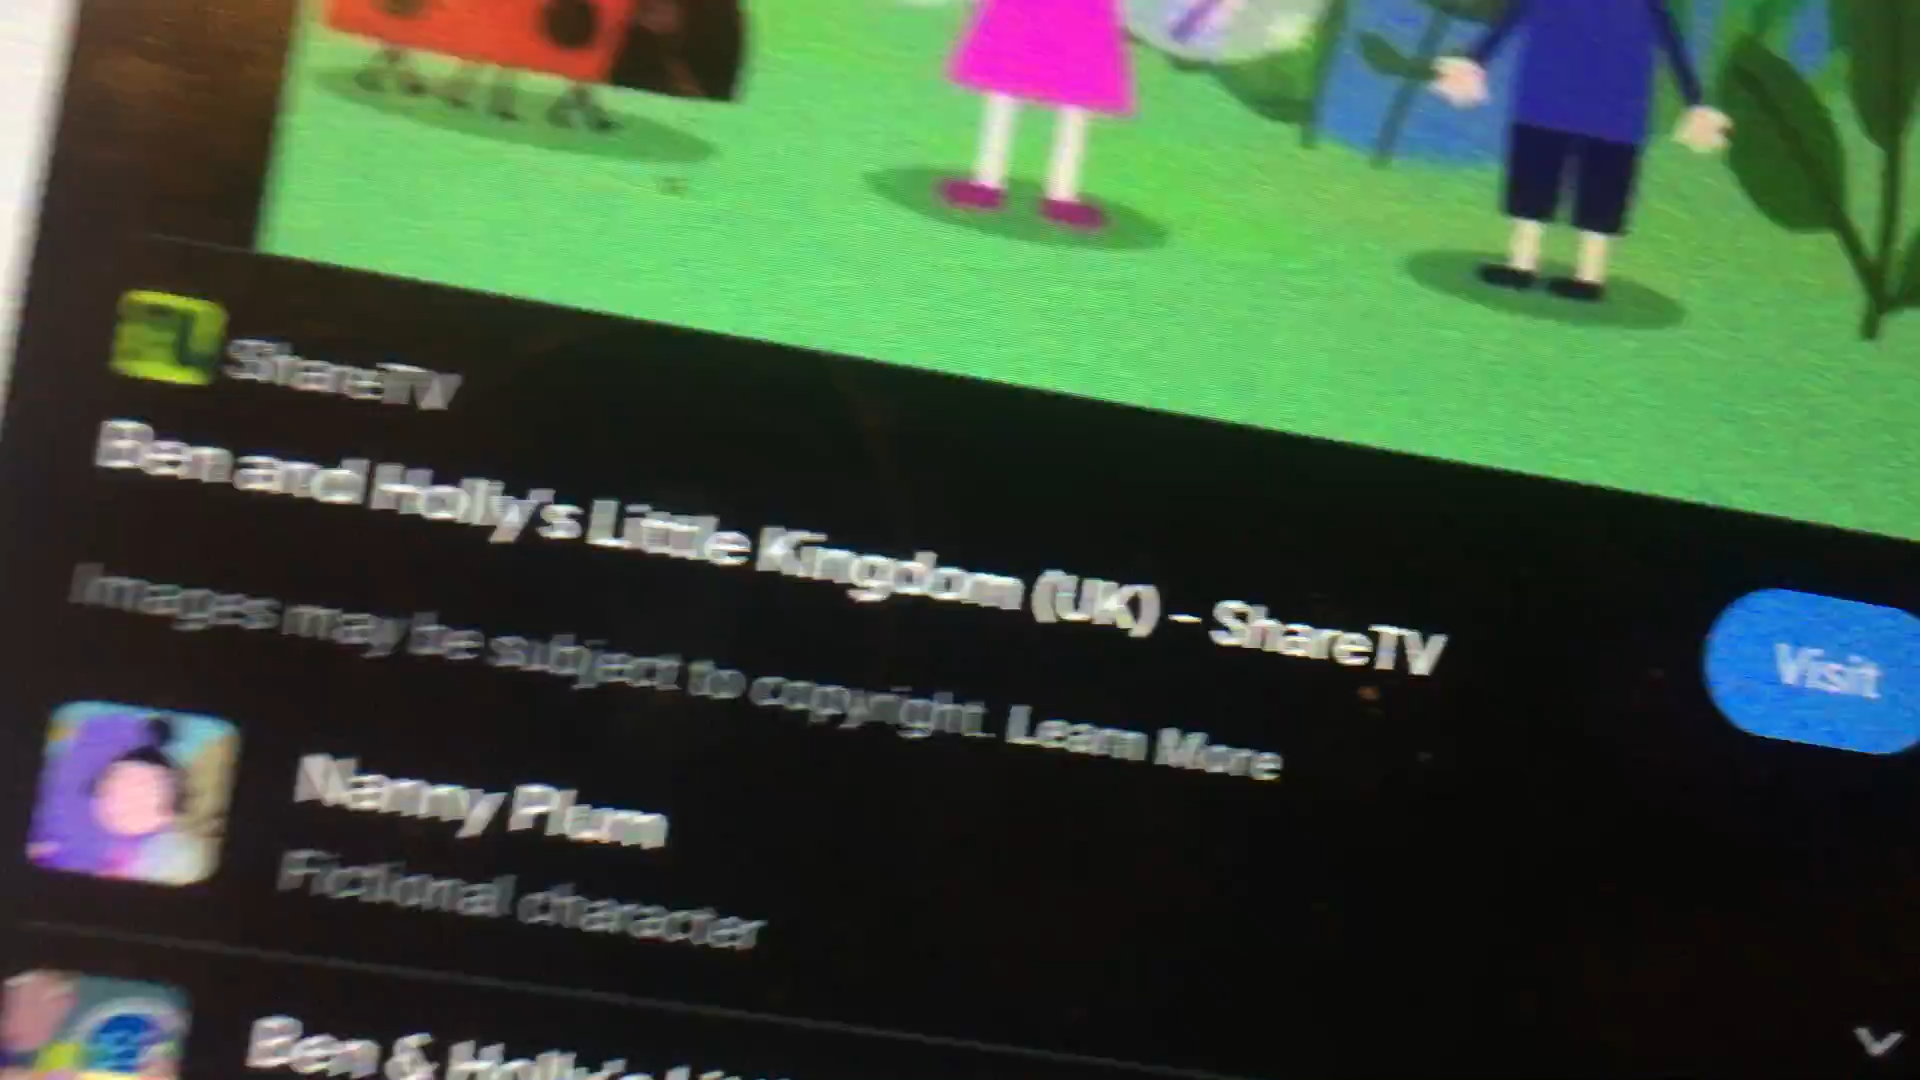 ShareTV
Ben and Holly's Little Kingdom (UK) - ShareTV
Images may be subject to copyright. Learn More
Visit
Nanny Plum
Fictional character
Ben & Holly's